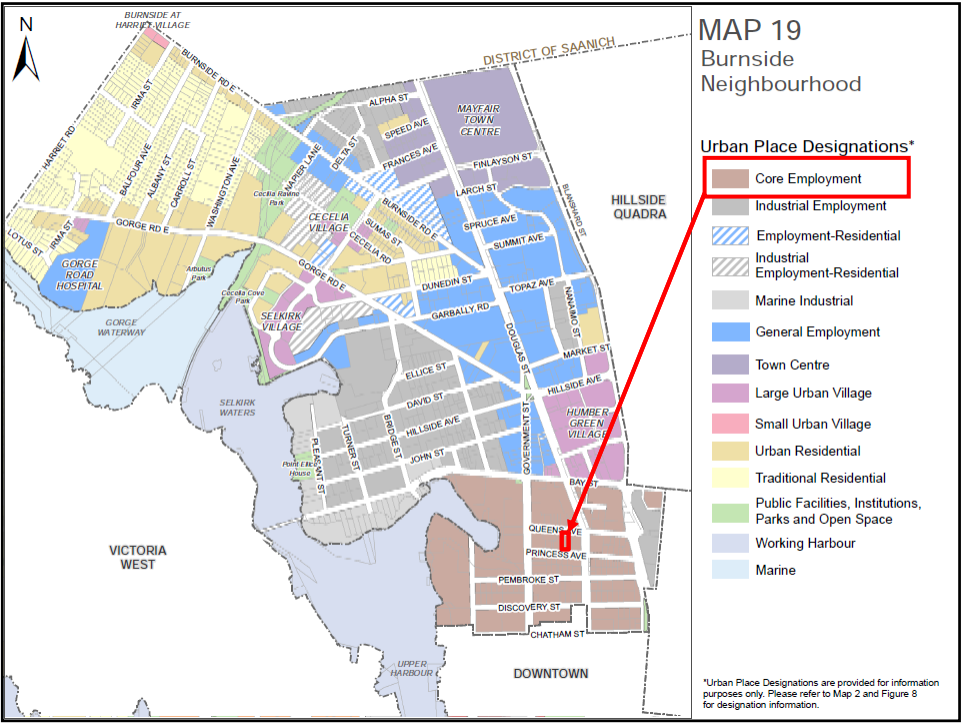 MAP 19
Burnside
Neighbourhood
Urban Place Designations*
Core Employment
Industrial Employment
Employment-Residential
Industrial
Employment-Residential
Marine Industrial
General Employment
Town Centre
Large Urban Village
Small Urban Village
Urban Residential
Traditional Residential
Public Facilities, Institutions,
Parks and Open Space
Working Harbour
Marine
*Urban Place Designations are provided for information
purposes only. Please refer to Map 2 and Figure 8
for designation information.
N
BURNSIDE AT
HARRIET VILLAGE
DISTRICT OF SAANICH
BURNSIDE RD E
IRMA ST
HARRIET RD
BALFOUR AVE
ALBANY ST
CARROLL ST
WASHINGTON AVE
ALPHA ST
SPEED AVE
DELTA ST
FRANCES AVE
NAPIER LANE
MAYFAIR
TOWN
CENTRE
FINLAYSON ST
LARCH ST
BLANSHARD ST
HILLSIDE
QUADRA
Cecilia Ravine
Park
CECELIA
VILLAGE
BURNSIDE RD E
SUMAS ST
CECELIA RD
SPRUCE AVE
SUMMIT AVE
LOTUS ST
IRMA ST
GORGE RD E
GORGE
ROAD
HOSPITAL
Arbutus
Park
Cecelia Cove
Park
GORGE RD E
DUNEDIN ST
TOPAZ AVE
NANAIMO ST
GARBALLY RD
SELKIRK
VILLAGE
GORGE
WATERWAY
DOUGLAS ST
MARKET ST
ELLICE ST
HILLSIDE AVE
SELKIRK
WATERS
DAVID ST
HILLSIDE AVE
BRIDGE ST
TURNER ST
PLEASANT ST
JOHN ST
GOVERNMENT ST
HUMBER
GREEN
VILLAGE
Point Ellice
House
BAY ST
QUEENS AVE
PRINCESS AVE
PEMBROKE ST
DISCOVERY ST
CHATHAM ST
VICTORIA
WEST
UPPER
HARBOUR
DOWNTOWN